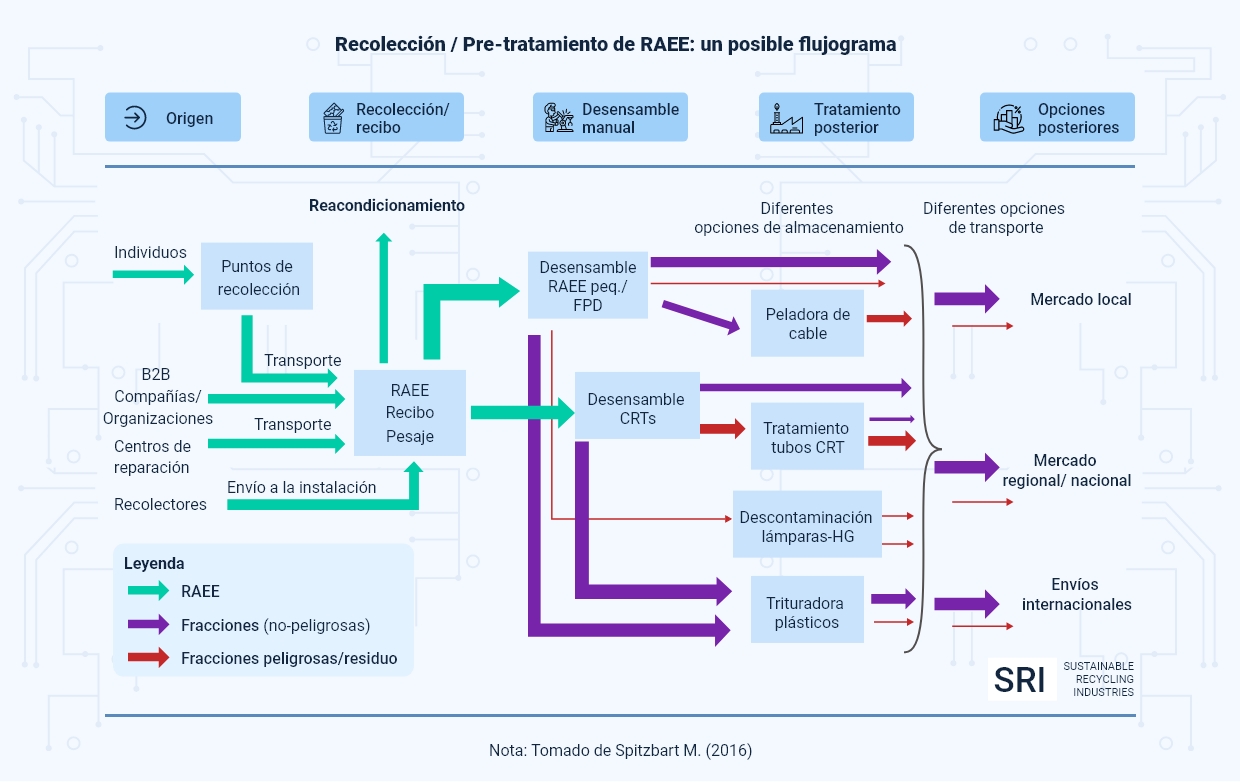 Recolección / Pre-tratamiento de RAEE: un posible flujograma
Origen
Recolección/
recibo
Desensable
manual
Tratamiento
posterior
Opciones
posteriores
Reacondicionamiento
Diferentes
opciones de almacenamiento
Diferentes opciones
de transporte
Individuos
Puntos de
recolección
Transporte
B2B
Compañías/
Organizaciones
Transporte
Centros de
reparación
Envío a la instalación
Recolectores
RAEE
Recibo
Pesaje
Desensable
RAEE peq./
FPD
Peladora de
cable
Desensable
CRTs
Tratamiento
tubos CRT
Descontaminación
lámparas-HG
Trituradora
plásticos
Mercado local
Mercado
regional/ nacional
Envíos
internacionales
Leyenda
RAEE
Fracciones (no-peligrosas)
Fracciones peligrosas/residuo
SRI
SUSTAINABLE
RECYCLING
INDUSTRIES
Nota: Tomado de Spitzbart M. (2016)